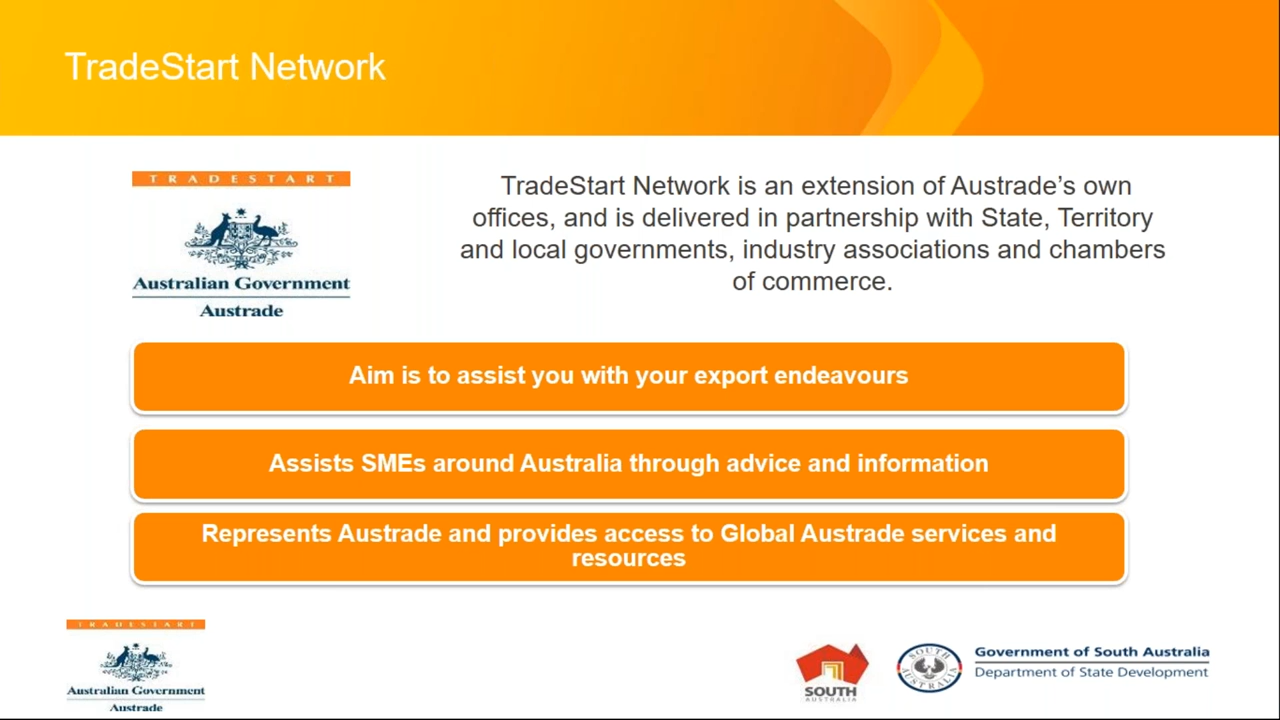 TradeStart Network
TRADESTART
Australian Government
Austrade
TradeStart Network is an extension of Austrade’s own
offices, and is delivered in partnership with State, Territory
and local governments, industry associations and chambers
of commerce.
Aim is to assist you with your export endeavours
Assists SMEs around Australia through advice and information
Represents Austrade and provides access to Global Austrade services and
resources
TRADESTART
Australian Government
Austrade
SOUTH
AUSTRALIA
SOUTH
AUSTRALIA
Government of South Australia
Department of State Development